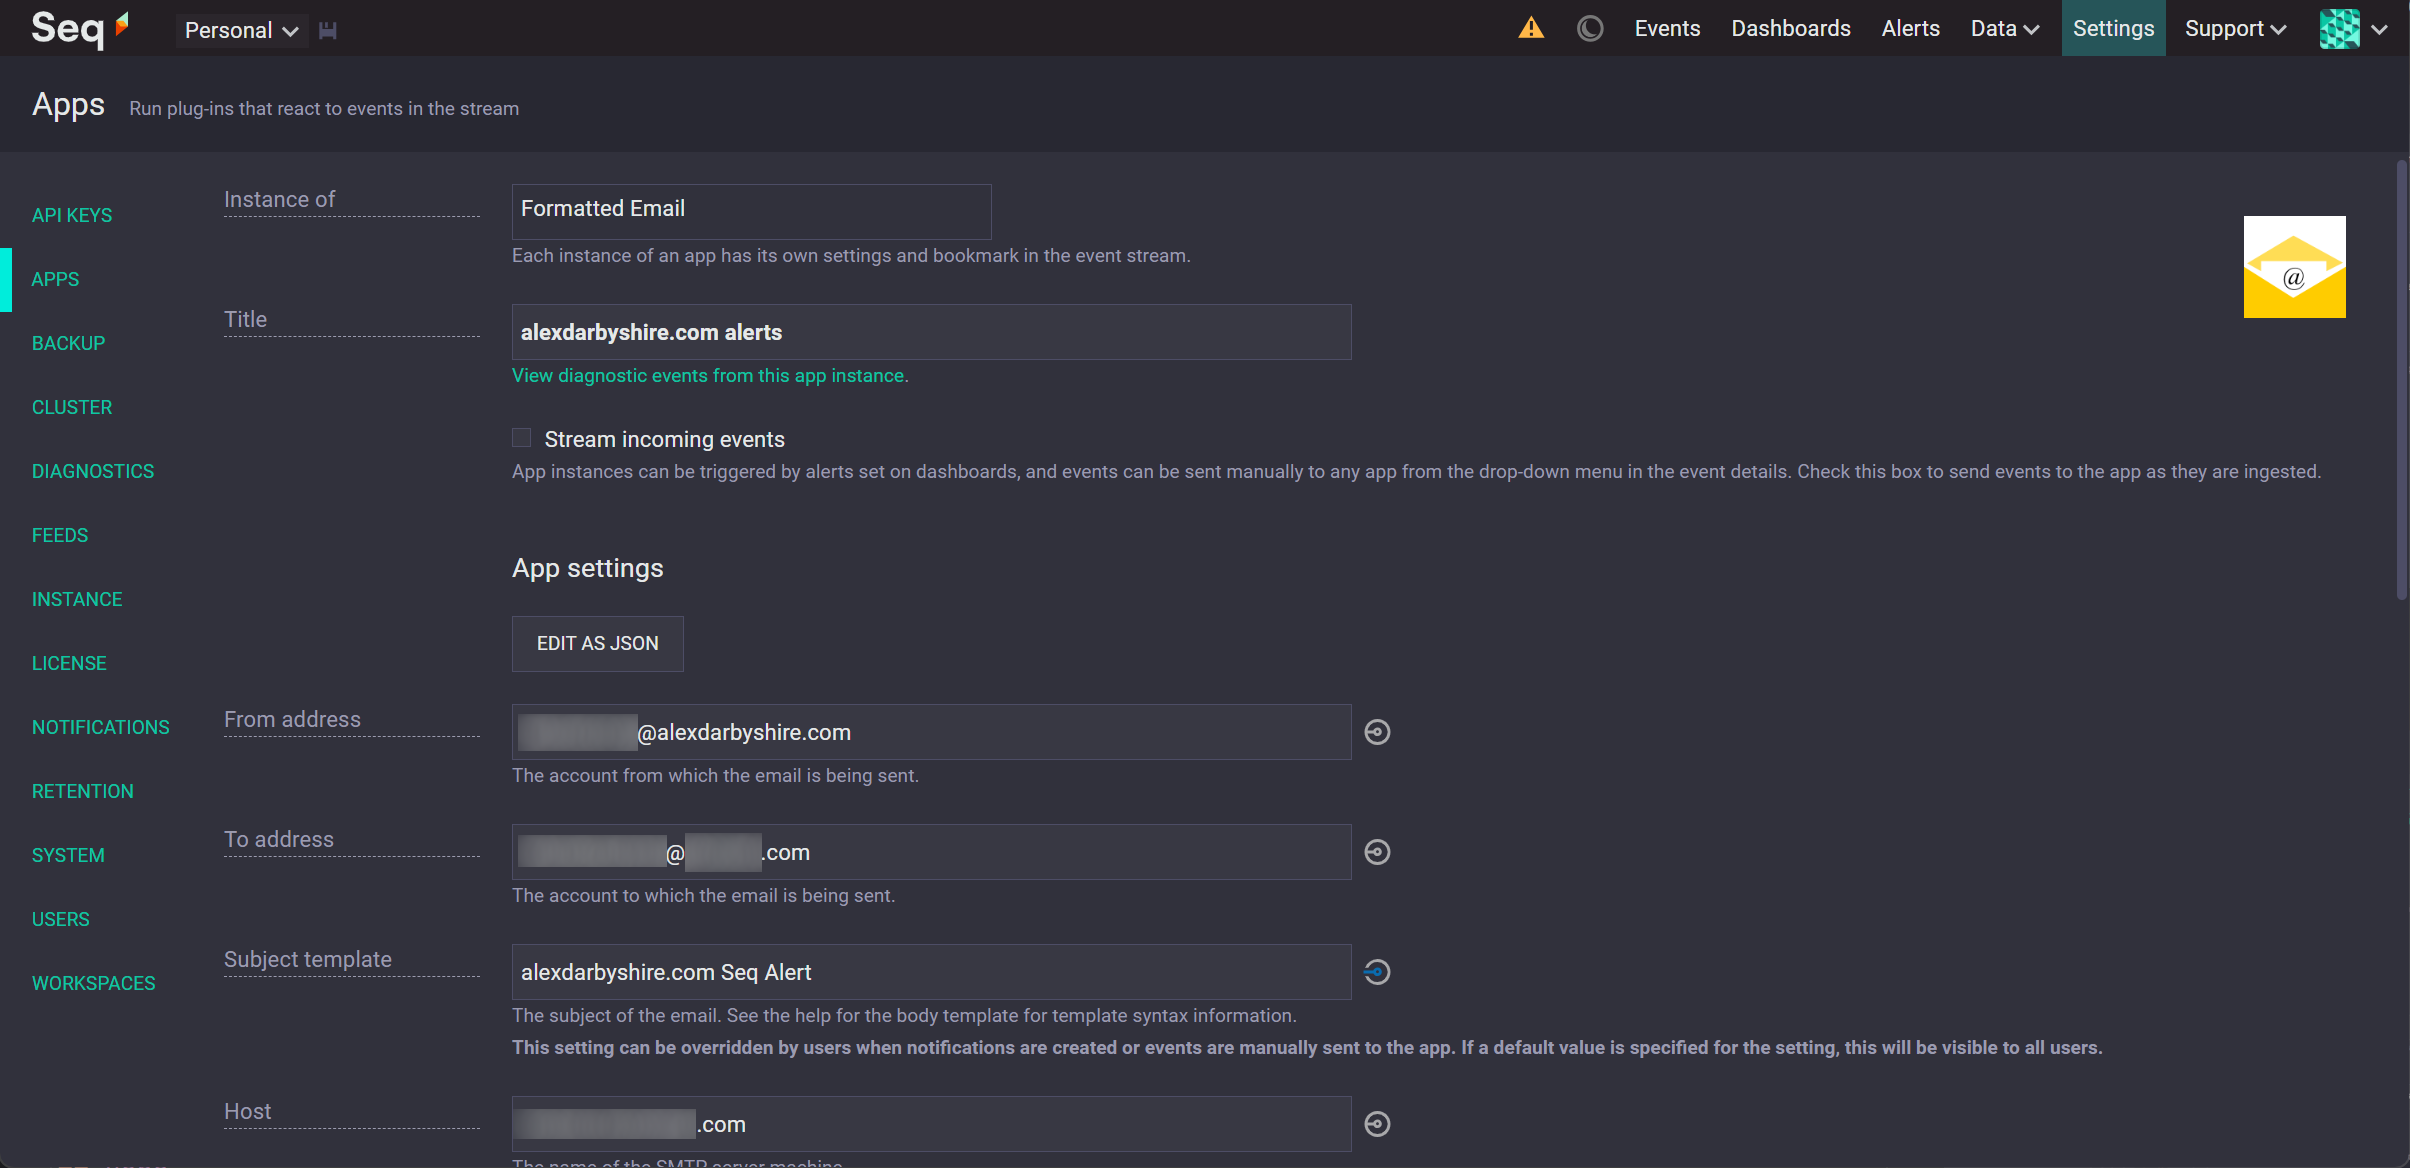 Seq
Personal
Events
Dashboards
Alerts
Data
Settings
Support
Apps
Run plug-ins that react to events in the stream
API KEYS
APPS
BACKUP
CLUSTER
DIAGNOSTICS
FEEDS
INSTANCE
LICENSE
NOTIFICATIONS
RETENTION
SYSTEM
USERS
WORKSPACES
Instance of
Formatted Email
Each instance of an app has its own settings and bookmark in the event stream.
@
Title
alexdarbyshire.com alerts
View diagnostic events from this app instance.
Stream incoming events
App instances can be triggered by alerts set on dashboards, and events can be sent manually to any app from the drop-down menu in the event details. Check this box to send events to the app as they are ingested.
App settings
EDIT AS JSON
From address
@alexdarbyshire.com
The account from which the email is being sent.
To address
@ .com
The account to which the email is being sent.
Subject template
alexdarbyshire.com Seq Alert
The subject of the email. See the help for the body template for template syntax information.
This setting can be overridden by users when notifications are created or events are manually sent to the app. If a default value is specified for the setting, this will be visible to all users.
Host
.com
The name of the SMTP server machine